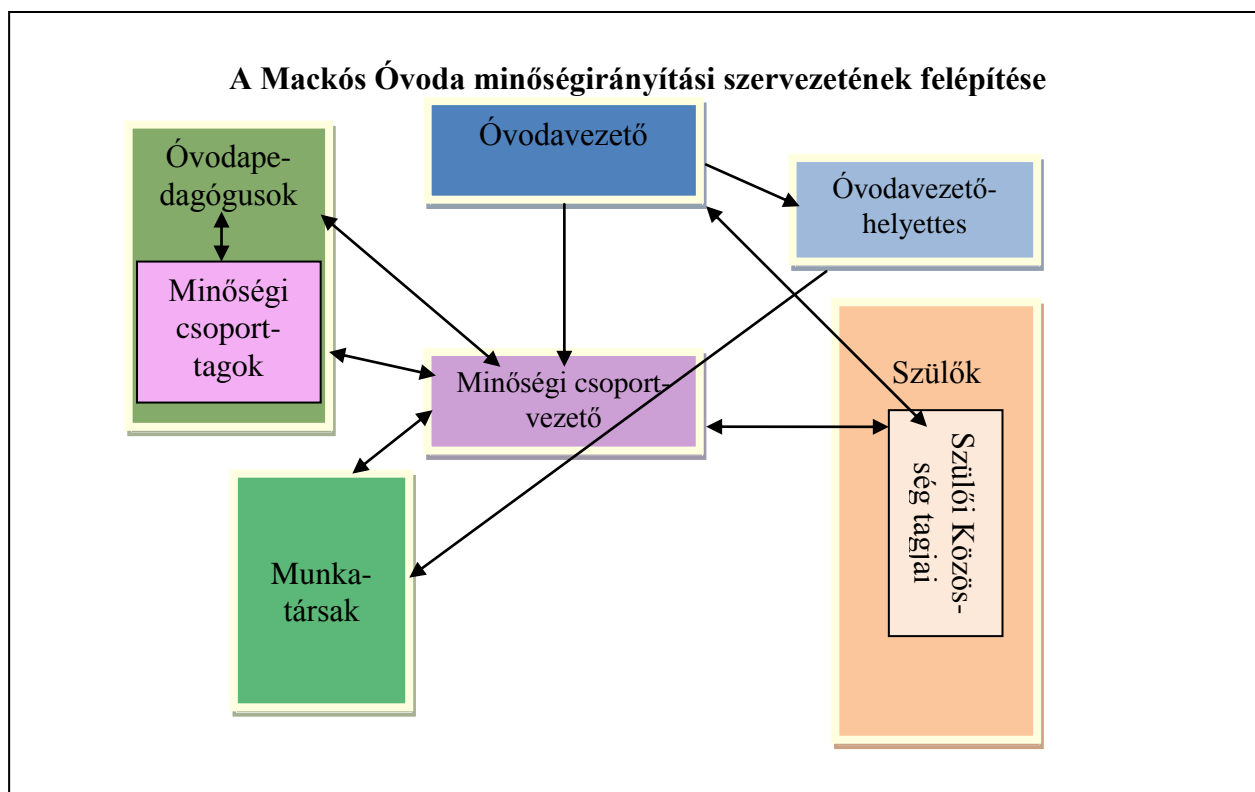 A Mackós Óvoda minőségirányítási szervezetének felépítése
Óvodavezető
Óvodape-
dagógusok
Óvodavezető-
helyettes
Minőségi
csoport-
tagok
Minőségi csoport-
vezető
Szülők
Szülői Közös-
ség tagjai
Munka-
társak